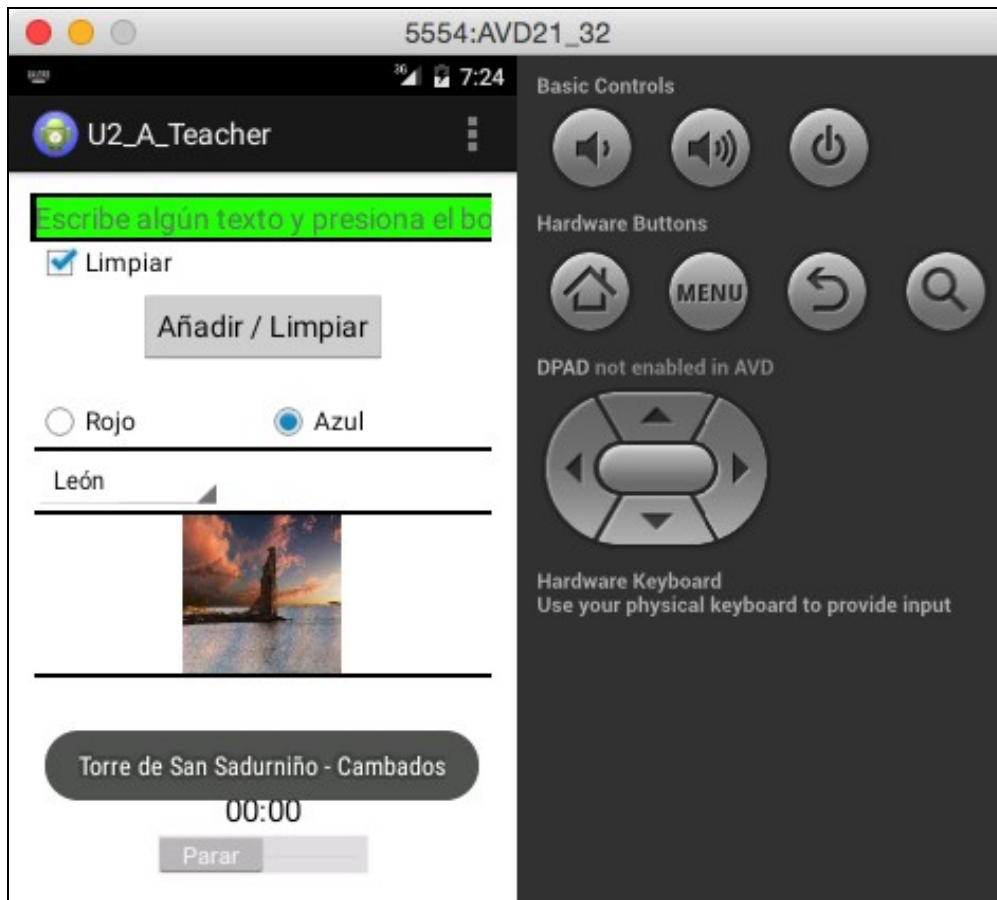 5554:AVD21_32
3G 7:24
U2_A_Teacher
Escribe algún texto y presiona el bo
Limpiar
Añadir / Limpiar
Rojo
Azul
León
Torre de San Sadurniño - Cambados
00:00
Parar
Basic Controls
Hardware Buttons
MENU
DPAD not enabled in AVD
Hardware Keyboard
Use your physical keyboard to provide input